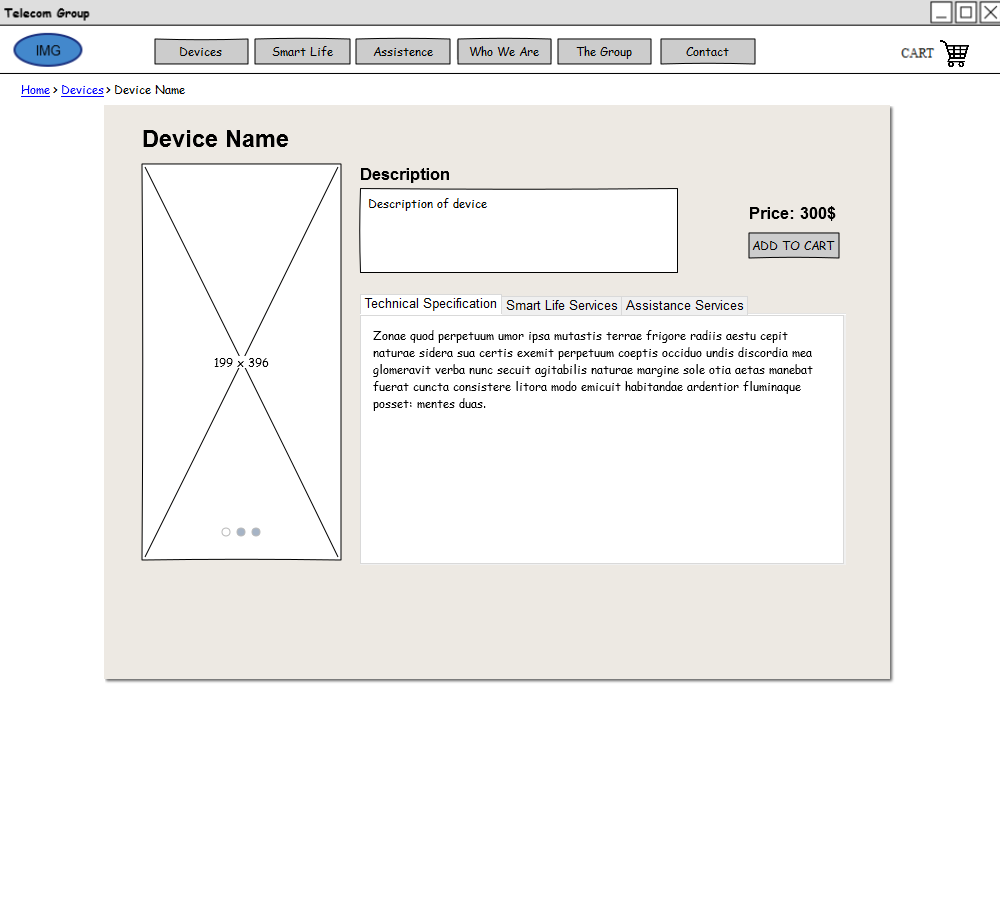 Telecom Group
IMG
Devices
Smart Life
Assistence
Who We Are
The Group
Contact
CART
Home > Devices > Device Name
Device Name
Description
Description of device
Price: 300$
ADD TO CART
199 x 396
Technical Specification
Smart Life Services
Assistance Services
Zonae quod perpetuum umor ipsa mutastis terrae frigore radiis aestu cepit
naturae sidera sua certis exemit perpetuum coeptis occiduo undis discordia mea
glomeravit verba nunc secuit agitabilis naturae margine sole otia aetas manebat
fuerat cuncta consistere litora modo emicuit habitandae ardentior fluminaque
posset: mentes duas.